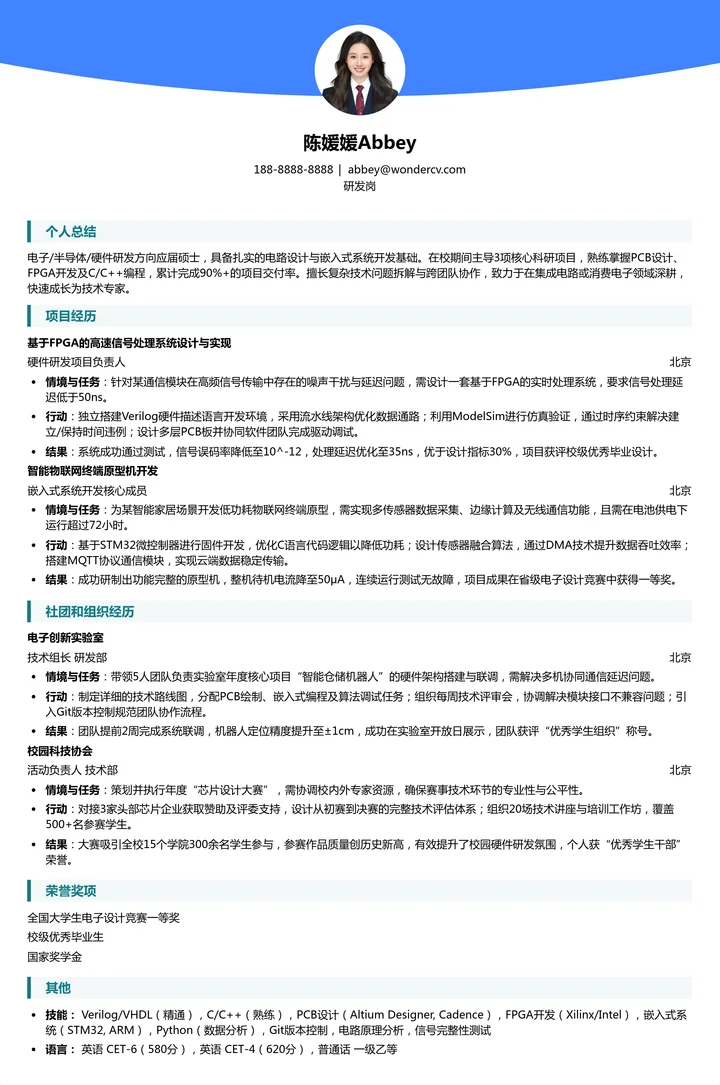 陈媛媛Abbey
188-8888-8888 | abbey@wondercv.com
研发岗
个人总结
电子/半导体/硬件研发方向应届硕士，具备扎实的电路设计与嵌入式系统开发基础。在校期间主导3项核心科研项目，熟练掌握PCB设计、
FPGA开发及C/C++编程，累计完成90%+的项目交付率。擅长复杂技术问题拆解与跨团队协作，致力于在集成电路或消费电子领域深耕，
快速成长为技术专家。
项目经历
基于FPGA的高速信号处理系统设计与实现
硬件研发项目负责人 北京
• 情境与任务：针对某通信模块在高频信号传输中存在的噪声干扰与延迟问题，需设计一套基于FPGA的实时处理系统，要求信号处理延
迟低于50ns。
• 行动：独立搭建Verilog硬件描述语言开发环境，采用流水线架构优化数据通路；利用ModelSim进行仿真验证，通过时序约束解决建
立/保持时间违例；设计多层PCB板并协同软件团队完成驱动调试。
• 结果：系统成功通过测试，信号误码率降低至10^-12，处理延迟优化至35ns，优于设计指标30%，项目获评校级优秀毕业设计。
智能物联网终端原型机开发
嵌入式系统开发核心成员 北京
• 情境与任务：为某智能家居场景开发低功耗物联网终端原型，需实现多传感器数据采集、边缘计算及无线通信功能，且需在电池供电下
运行超过72小时。
• 行动：基于STM32微控制器进行固件开发，优化C语言代码逻辑以降低功耗；设计传感器融合算法，通过DMA技术提升数据吞吐效率；
搭建MQTT协议通信模块，实现云端数据稳定传输。
• 结果：成功研制出功能完整的原型机，整机待机电流降至50μA，连续运行测试无故障，项目成果在省级电子设计竞赛中获得一等奖。
社团和组织经历
电子创新实验室
技术组长 研发部 北京
• 情境与任务：带领5人团队负责实验室年度核心项目“智能仓储机器人”的硬件架构搭建与联调，需解决多机协同通信延迟问题。
• 行动：制定详细的技术路线图，分配PCB绘制、嵌入式编程及算法调试任务；组织每周技术评审会，协调解决模块接口不兼容问题；引
入Git版本控制规范团队协作流程。
• 结果：团队提前2周完成系统联调，机器人定位精度提升至±1cm，成功在实验室开放日展示，团队获评“优秀学生组织”称号。
校园科技协会
活动负责人 技术部 北京
• 情境与任务：策划并执行年度“芯片设计大赛”，需协调校内外专家资源，确保赛事技术环节的专业性与公平性。
• 行动：对接3家头部芯片企业获取赞助及评委支持，设计从初赛到决赛的完整技术评估体系；组织20场技术讲座与培训工作坊，覆盖
500+名参赛学生。
• 结果：大赛吸引全校15个学院300余名学生参与，参赛作品质量创历史新高，有效提升了校园硬件研发氛围，个人获“优秀学生干部”
荣誉。
荣誉奖项
全国大学生电子设计竞赛一等奖
校级优秀毕业生
国家奖学金
其他
• 技能： Verilog/VHDL（精通），C/C++（熟练），PCB设计（Altium Designer, Cadence），FPGA开发（Xilinx/Intel），嵌入式系
统（STM32, ARM），Python（数据分析），Git版本控制，电路原理分析，信号完整性测试
• 语言： 英语 CET-6（580分），英语 CET-4（620分），普通话 一级乙等